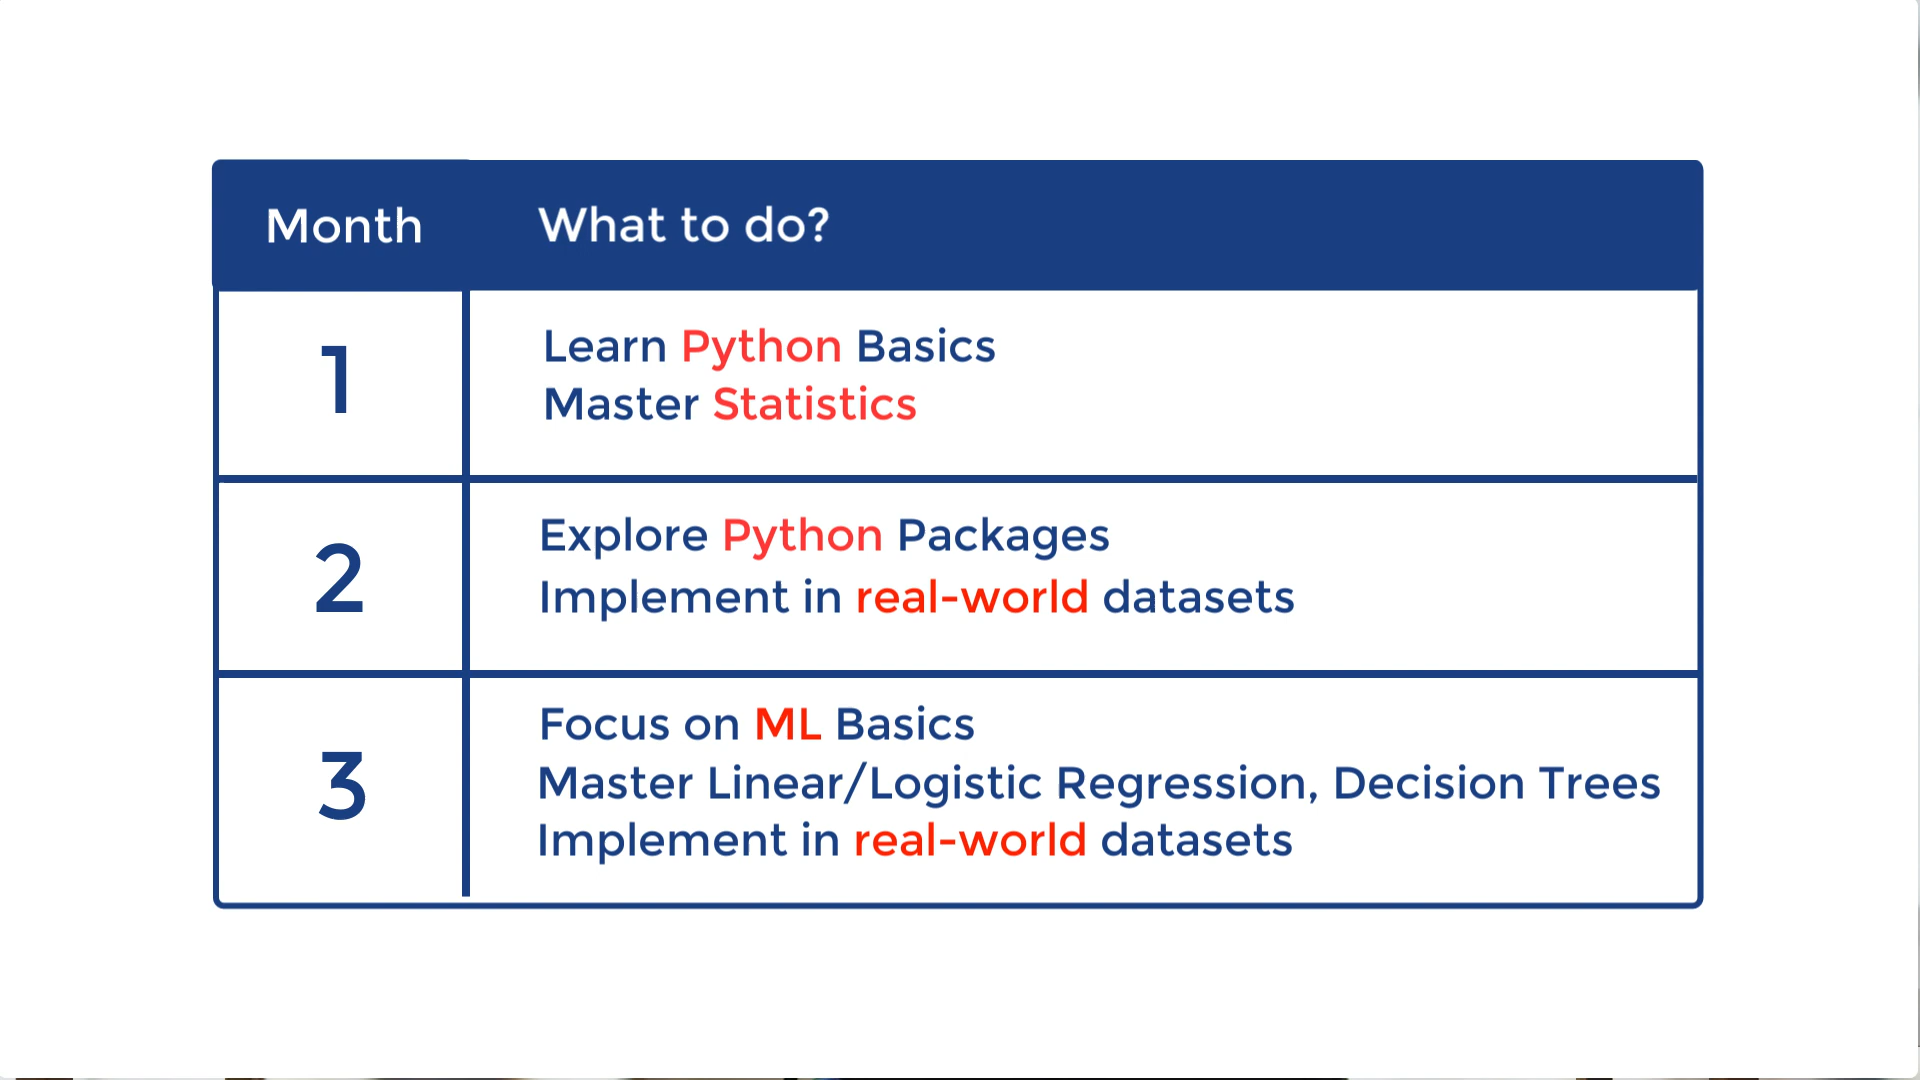 Month What to do?
1
Learn Python Basics
Master Statistics
2
Explore Python Packages
Implement in real-world datasets
3
Focus on ML Basics
Master Linear/Logistic Regression, Decision Trees
Implement in real-world datasets